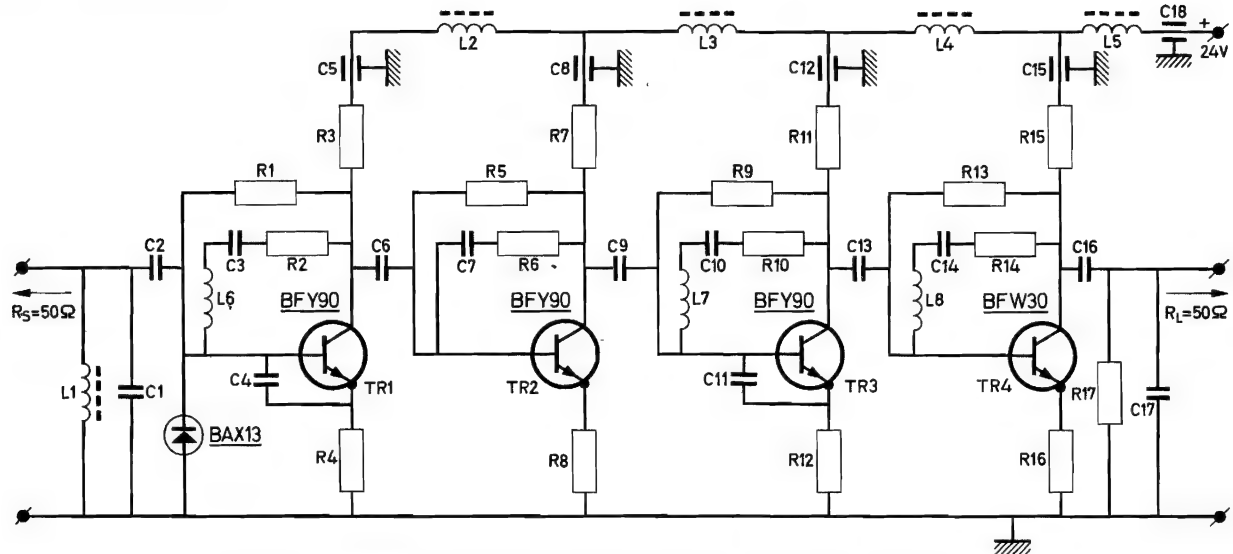 C18
+
24V
L2
L3
L4
L5
C5
C8
C12
C15
R3
R7
R11
R15
R1
R5
R9
R13
C2
C3
R2
C6
C7
R6
C9
C10
R10
C13
C14
R14
C16
RS=50Ω
L6
BFY90
BFY90
L7
BFY90
L8
BFW30
RL=50Ω
L1
C1
C4
TR1
TR2
C11
TR3
TR4
R17
C17
BAX13
R4
R8
R12
R16